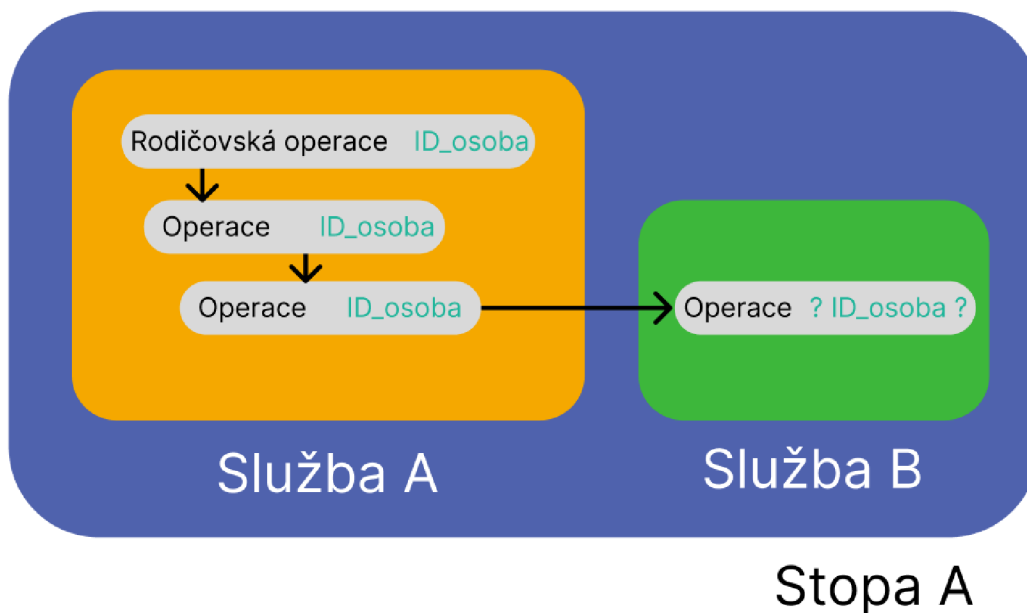 Rodičovská operace ID_osoba
Operace ID_osoba
Operace ID_osoba
Operace ? ID_osoba ?
Služba A
Služba B
Stopa A